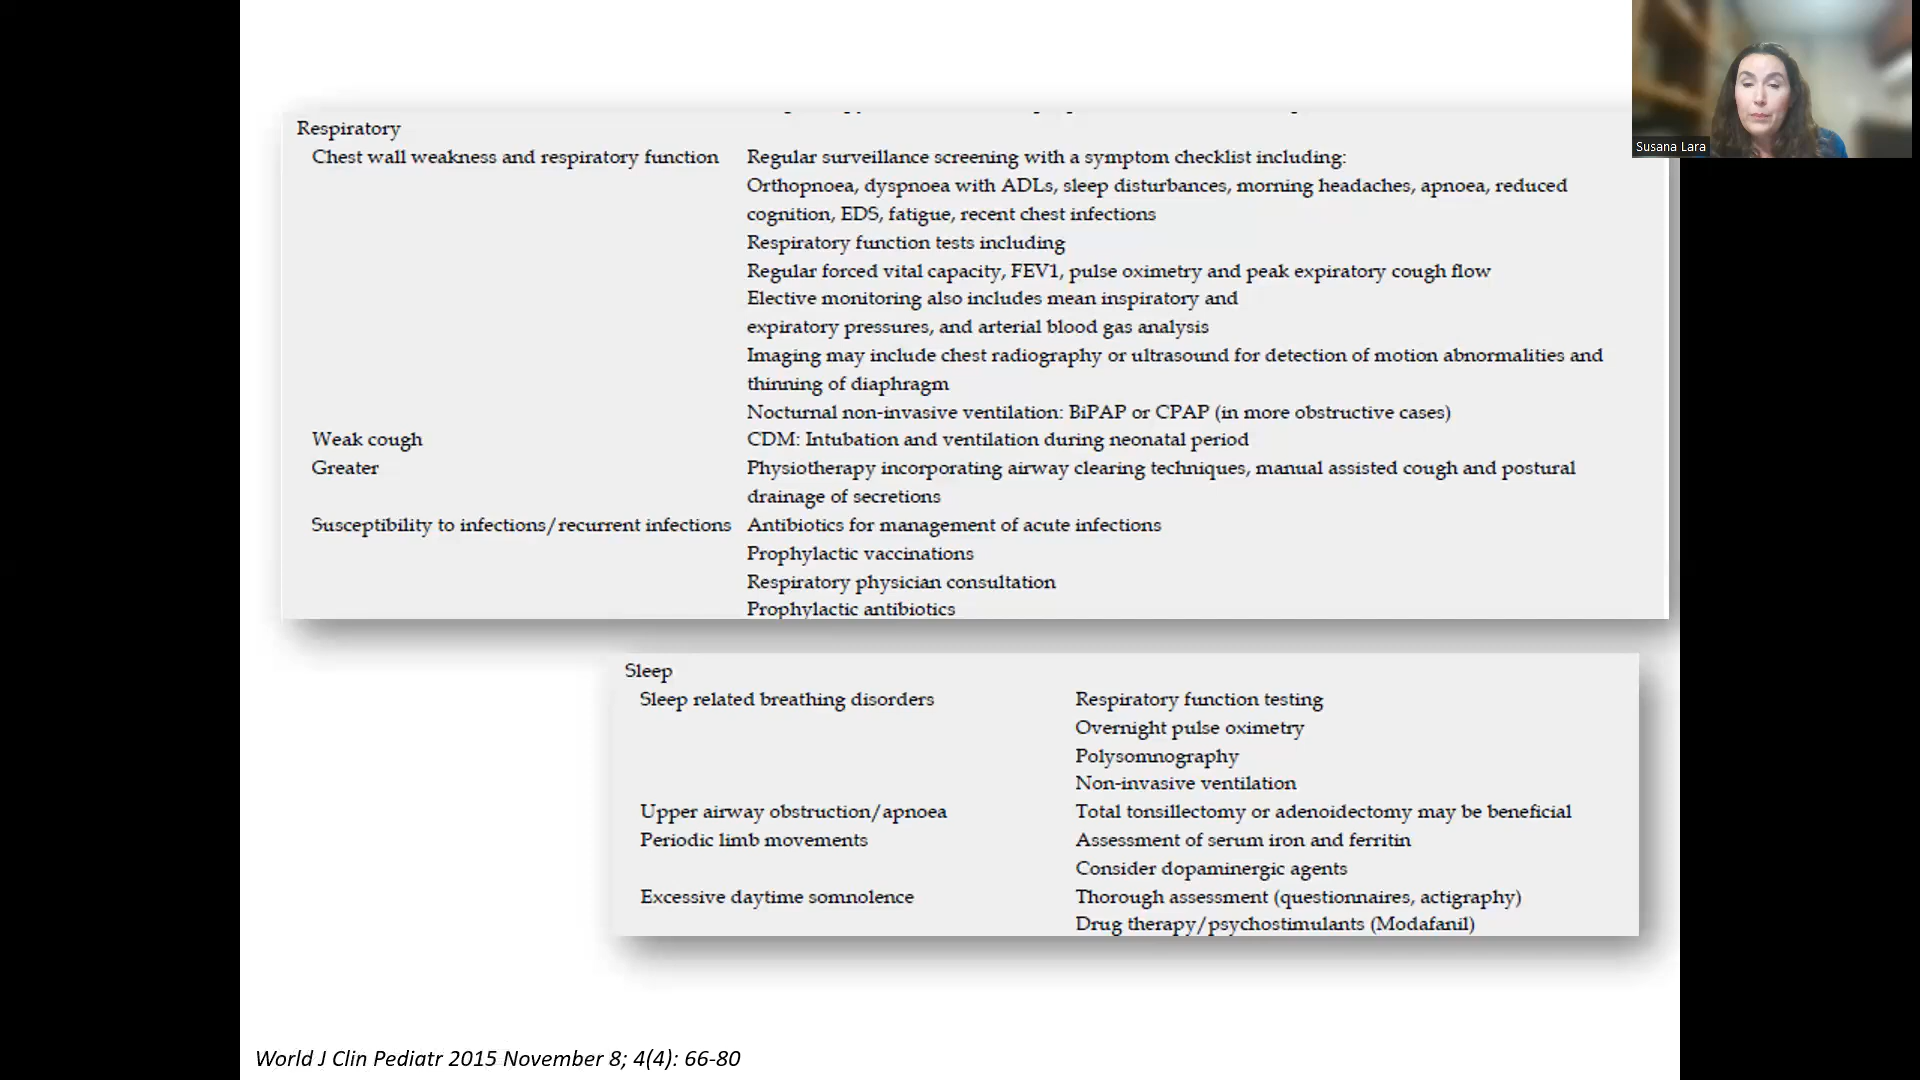 Susana Lara
Respiratory
Chest wall weakness and respiratory function Regular surveillance screening with a symptom checklist including:
Orthopnoea, dyspnoea with ADLs, sleep disturbances, morning headaches, apnoea, reduced
cognition, EDS, fatigue, recent chest infections
Respiratory function tests including
Regular forced vital capacity, FEV1, pulse oximetry and peak expiratory cough flow
Elective monitoring also includes mean inspiratory and
expiratory pressures, and arterial blood gas analysis
Imaging may include chest radiography or ultrasound for detection of motion abnormalities and
thinning of diaphragm
Nocturnal non-invasive ventilation: BiPAP or CPAP (in more obstructive cases)
Weak cough CDM: Intubation and ventilation during neonatal period
Greater Physiotherapy incorporating airway clearing techniques, manual assisted cough and postural
drainage of secretions
Susceptibility to infections/recurrent infections Antibiotics for management of acute infections
Prophylactic vaccinations
Respiratory physician consultation
Prophylactic antibiotics
Sleep
Sleep related breathing disorders Respiratory function testing
Overnight pulse oximetry
Polysomnography
Non-invasive ventilation
Upper airway obstruction/apnoea Total tonsillectomy or adenoidectomy may be beneficial
Periodic limb movements Assessment of serum iron and ferritin
Consider dopaminergic agents
Excessive daytime somnolence Thorough assessment (questionnaires, actigraphy)
Drug therapy/psychostimulants (Modafanil)
World J Clin Pediatr 2015 November 8; 4(4): 66-80